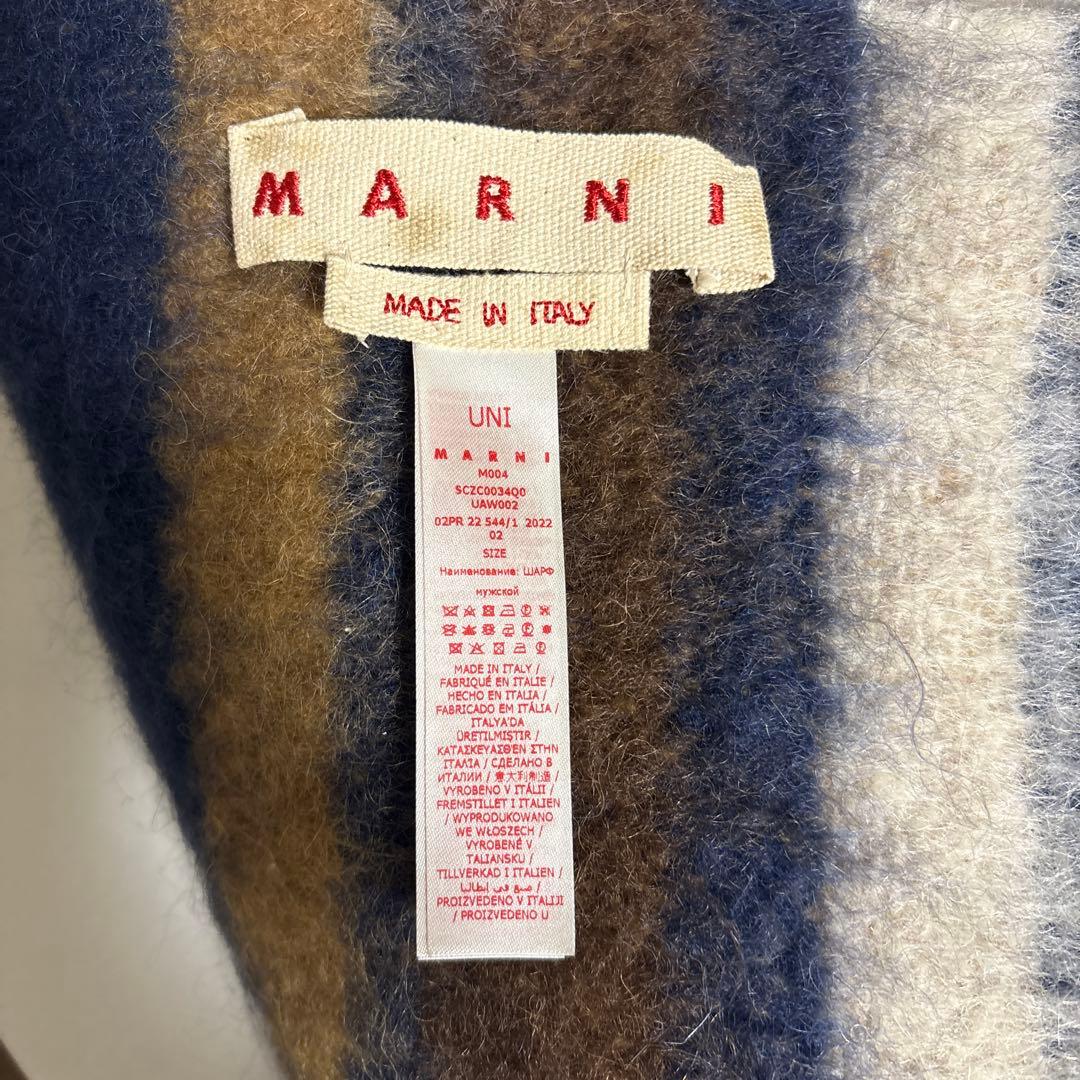 MARNI
MADE IN ITALY
UNI
MARNI
M004
SCZC0034Q0
UAW002
02PR 22 544/1 2022
02
SIZE
Наименование: ШАРФ
мужской
MADE IN ITALY /
FABRIQUÉ EN ITALIE /
HECHO EN ITALIA /
FABRICADO EM ITÁLIA /
ITALYA'DA
ÜRETILMIŞTIR /
ΚΑΤΑΣΚΕΥΑΣΘΕΝ ΣΤΗΝ
ΙΤΑΛΙΑ / СДЕЛАНО В
ИТАЛИИ / 意大利制造 /
VYROBENO V ITÁLII /
FREMSTILLET I ITALIEN
/ WYPRODUKOWANO
WE WŁOSZECH /
VYROBENÉ V
TALIANSKU /
TILLVERKAD I ITALIEN /
صنع في إيطاليا /
PROIZVEDENO V ITALIJI
/ PROIZVEDENO U